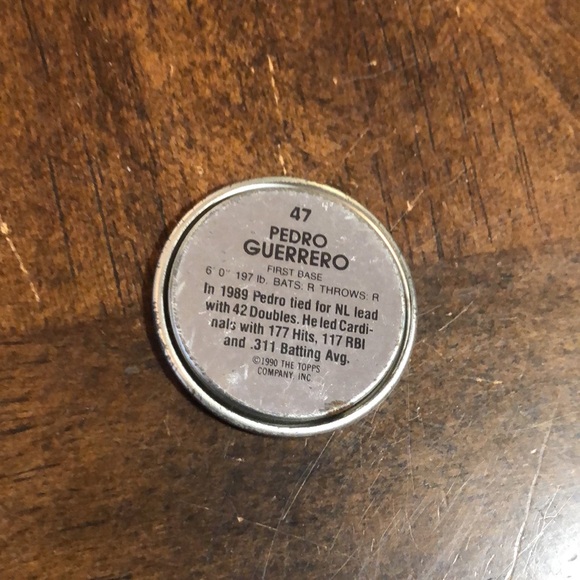 47
PEDRO
GUERRERO
FIRST BASE
6' 0" 197 lb. BATS: R THROWS: R
In 1989 Pedro tied for NL lead
with 42 Doubles. He led Cardi-
nals with 177 Hits, 117 RBI
and .311 Batting Avg.
©1990 THE TOPPS
COMPANY, INC